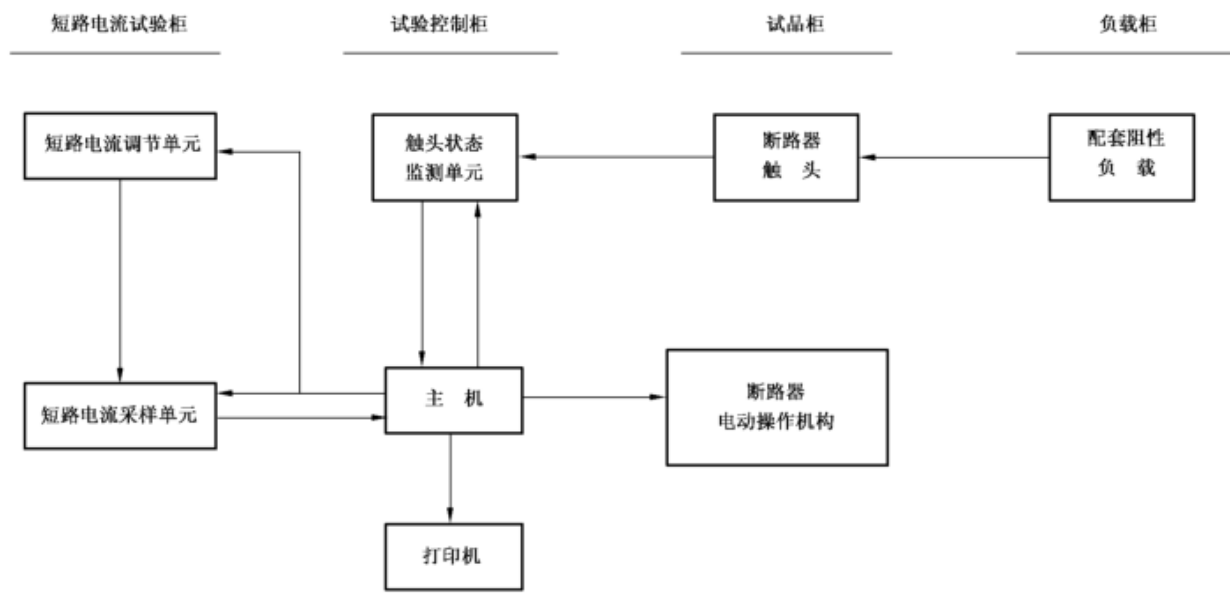 短路电流试验柜
试验控制柜
试品柜
负载柜
短路电流调节单元
触头状态
监测单元
断路器
触 头
配套阻性
负 载
短路电流采样单元
主 机
断路器
电动操作机构
打印机